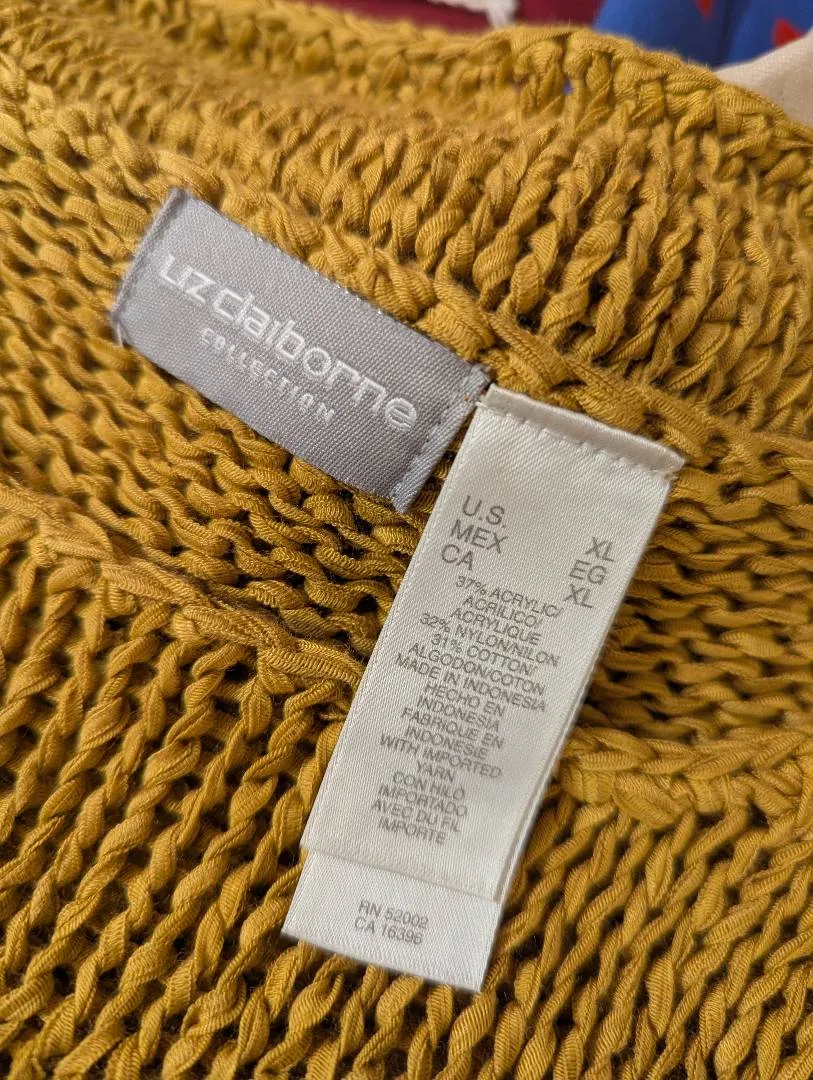 liz claiborne
COLLECTION
U.S. XL
MEX EG
CA XL
37% ACRYLIC/
ACRILICO/
ACRYLIQUE
32% NYLON/NILON
31% COTTON/
ALGODON/COTON
MADE IN INDONESIA
HECHO EN
INDONESIA
FABRIQUE EN
INDONESIE
WITH IMPORTED
YARN
CON HILO
IMPORTADO
AVEC DU FIL
IMPORTE
RN 52002
CA 16396